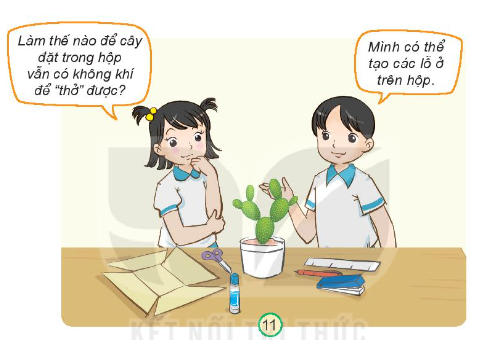 Làm thế nào để cây
đặt trong hộp
vẫn có không khí
để “thở” được?
Mình có thể
tạo các lỗ ở
trên hộp.
11
KẾT NỐI TRI THỨC